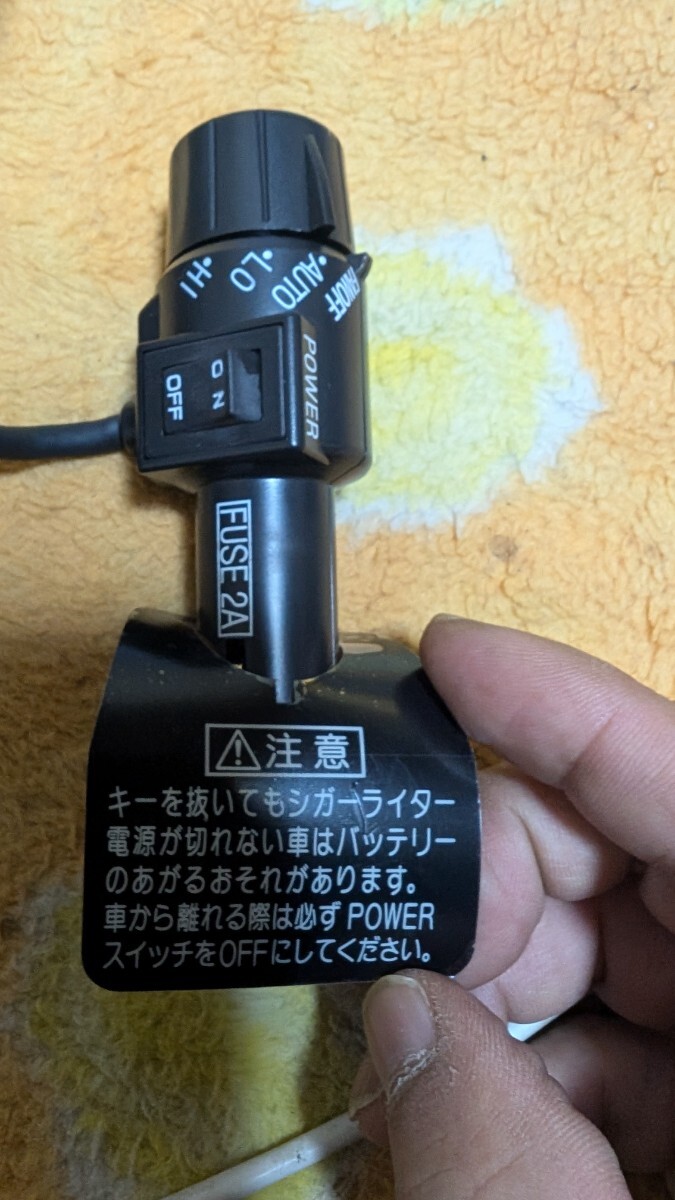 •HI
•LO
•AUTO
FANOFF
POWER
ON
OFF
FUSE 2A
⚠注意
キーを抜いてもシガーライター
電源が切れない車はバッテリー
のあがるおそれがあります。
車から離れる際は必ずPOWER
スイッチをOFFにしてください。